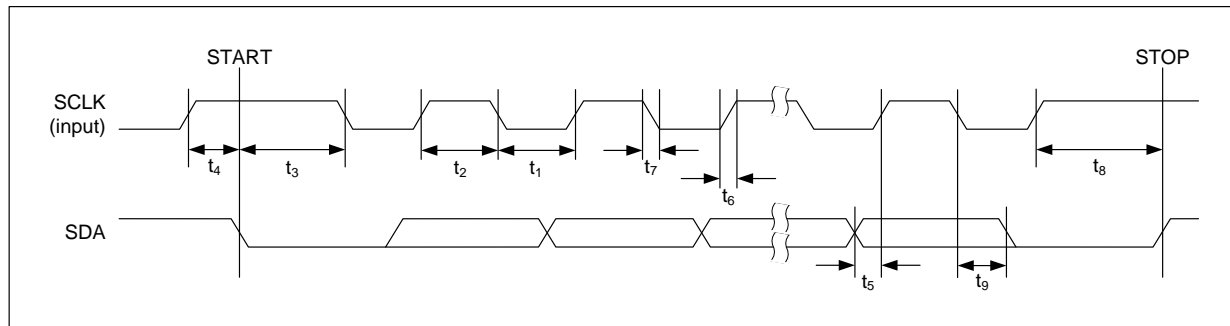 START
STOP
SCLK
(input)
t4
t3
t2
t1
t7
t6
t8
SDA
t5
t9